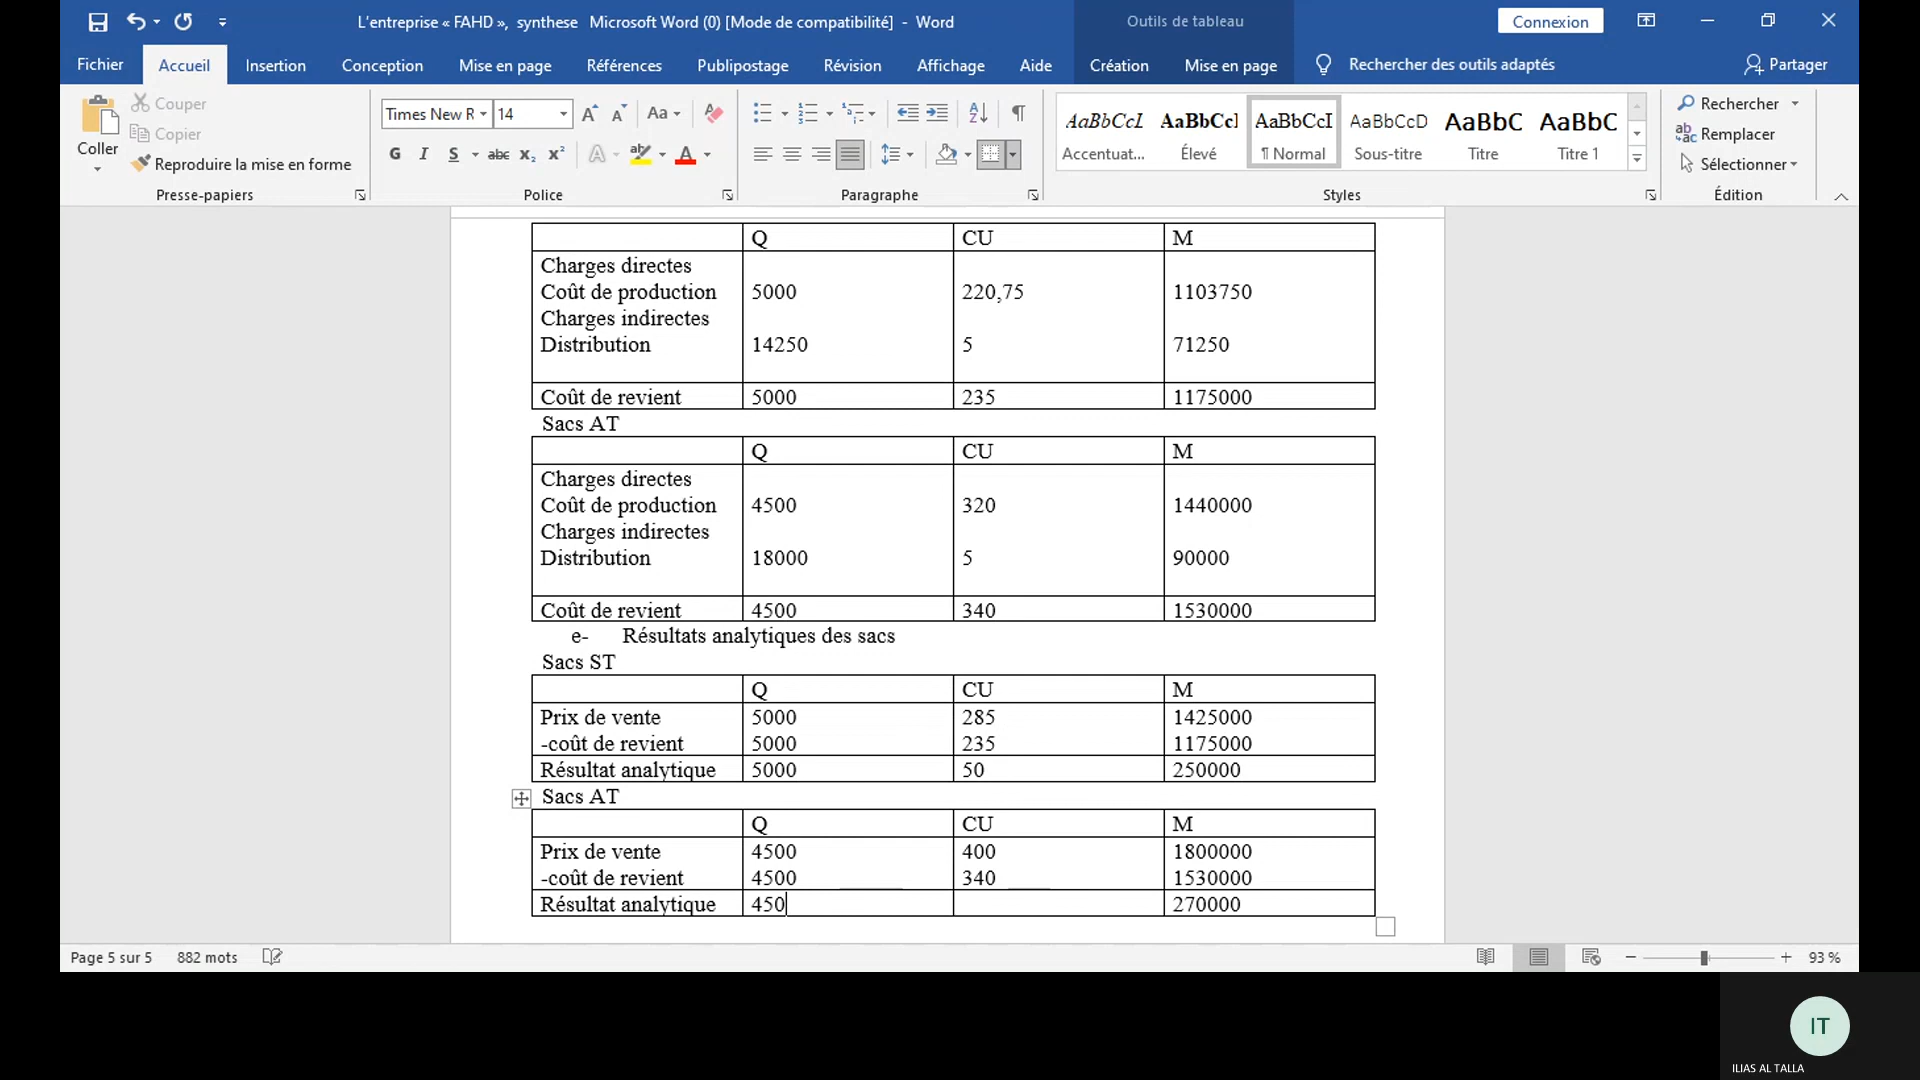 L'entreprise « FAHD », synthese Microsoft Word (0) [Mode de compatibilité] - Word
Outils de tableau
Connexion
Fichier Accueil Insertion Conception Mise en page Références Publipostage Révision Affichage Aide Création Mise en page Rechercher des outils adaptés Partager
Coller
Couper
Copier
Reproduire la mise en forme
Presse-papiers
Times New R 14
Aa
G I S abc x₂ x² A ab A
Police
Paragraphe
AaBbCcI AaBbCcI AaBbCcI AaBbCcD AaBbC AaBbC
Accentuat... Élevé ¶ Normal Sous-titre Titre Titre 1
Styles
Rechercher
Remplacer
Sélectionner
Édition
Q CU M
Charges directes
Coût de production 5000 220,75 1103750
Charges indirectes
Distribution 14250 5 71250
Coût de revient 5000 235 1175000
Sacs AT
Q CU M
Charges directes
Coût de production 4500 320 1440000
Charges indirectes
Distribution 18000 5 90000
Coût de revient 4500 340 1530000
e- Résultats analytiques des sacs
Sacs ST
Q CU M
Prix de vente 5000 285 1425000
-coût de revient 5000 235 1175000
Résultat analytique 5000 50 250000
Sacs AT
Q CU M
Prix de vente 4500 400 1800000
-coût de revient 4500 340 1530000
Résultat analytique 450 270000
Page 5 sur 5 882 mots 93 %
IT
ILIAS AL TALLA